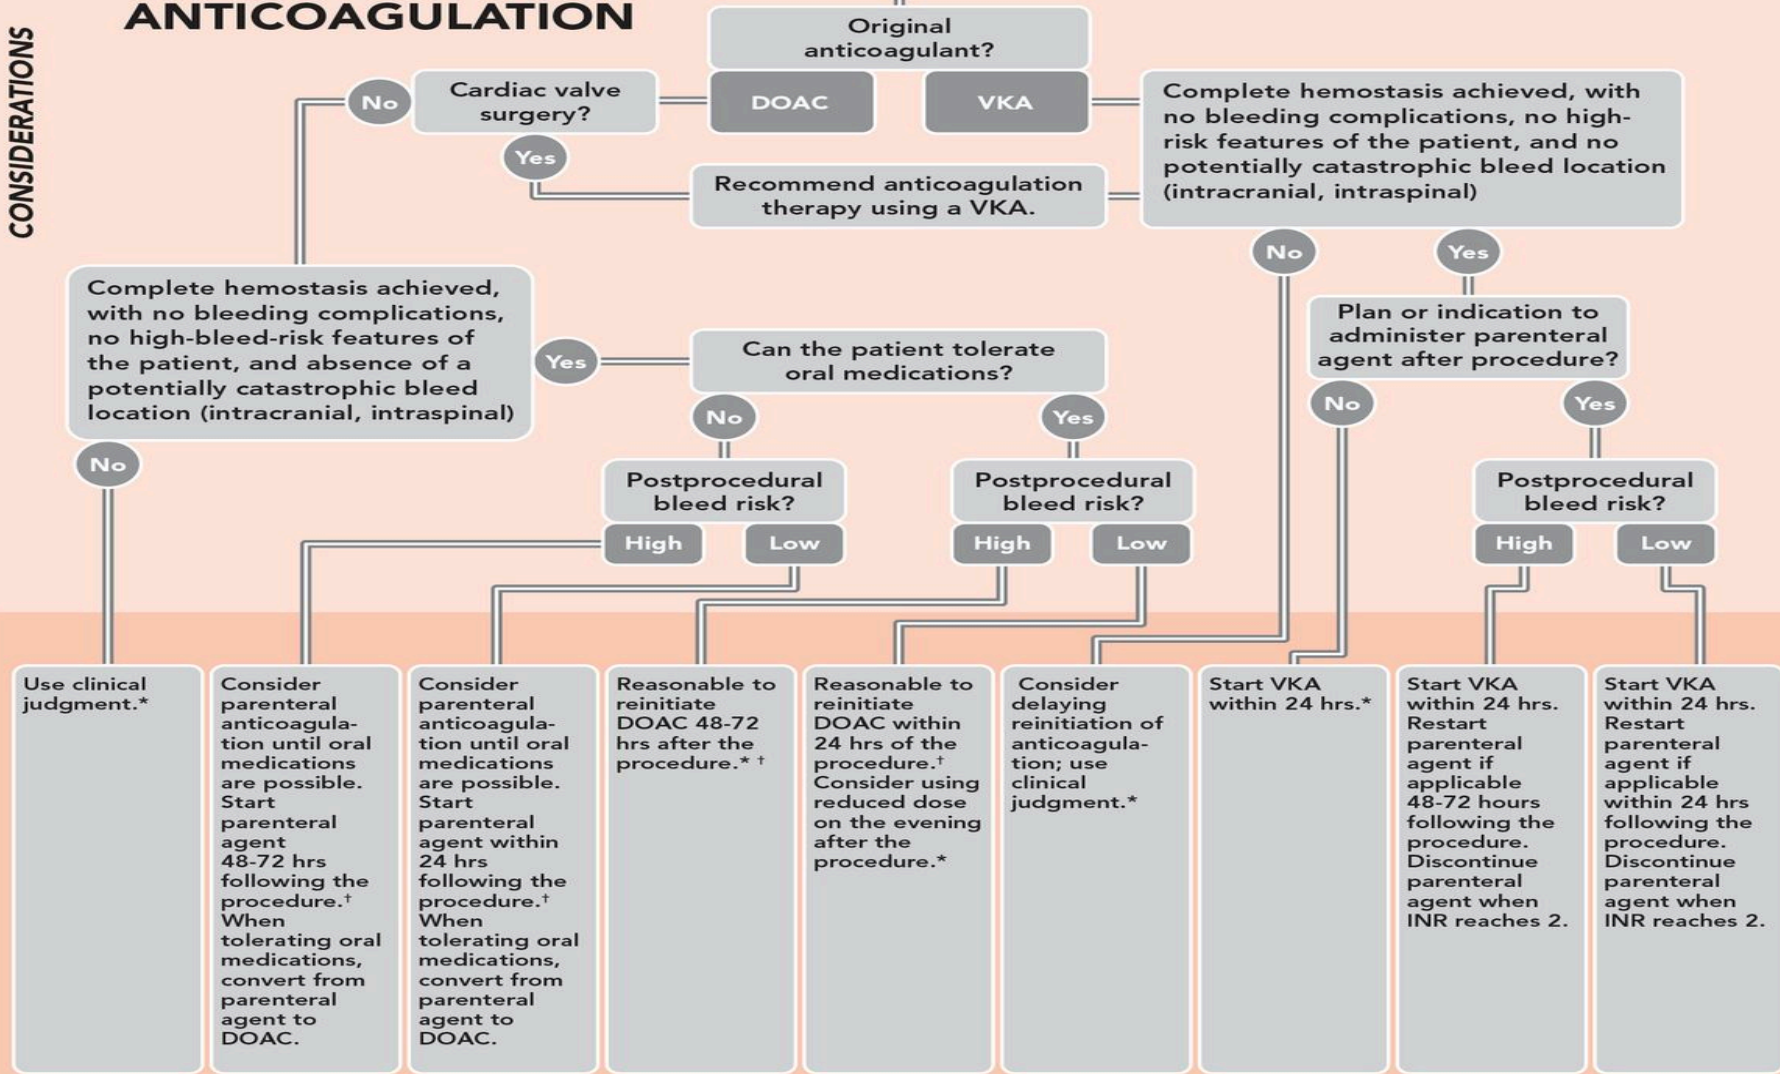 ANTICOAGULATION
CONSIDERATIONS
Original
anticoagulant?
DOAC
VKA
Cardiac valve
surgery?
No
Yes
Recommend anticoagulation
therapy using a VKA.
Complete hemostasis achieved, with
no bleeding complications, no high-
risk features of the patient, and no
potentially catastrophic bleed location
(intracranial, intraspinal)
No
Yes
Plan or indication to
administer parenteral
agent after procedure?
No
Yes
Complete hemostasis achieved,
with no bleeding complications,
no high-bleed-risk features of
the patient, and absence of a
potentially catastrophic bleed
location (intracranial, intraspinal)
Yes
No
Can the patient tolerate
oral medications?
No
Yes
Postprocedural
bleed risk?
High
Low
Postprocedural
bleed risk?
High
Low
Postprocedural
bleed risk?
High
Low
Use clinical
judgment.*
Consider
parenteral
anticoagula-
tion until oral
medications
are possible.
Start
parenteral
agent
48-72 hrs
following the
procedure.†
When
tolerating oral
medications,
convert from
parenteral
agent to
DOAC.
Consider
parenteral
anticoagula-
tion until oral
medications
are possible.
Start
parenteral
agent within
24 hrs
following the
procedure.†
When
tolerating oral
medications,
convert from
parenteral
agent to
DOAC.
Reasonable to
reinitiate
DOAC 48-72
hrs after the
procedure.* †
Reasonable to
reinitiate
DOAC within
24 hrs of the
procedure.†
Consider using
reduced dose
on the evening
after the
procedure.*
Consider
delaying
reinitiation of
anticoagula-
tion; use
clinical
judgment.*
Start VKA
within 24 hrs.*
Start VKA
within 24 hrs.
Restart
parenteral
agent if
applicable
48-72 hours
following the
procedure.
Discontinue
parenteral
agent when
INR reaches 2.
Start VKA
within 24 hrs.
Restart
parenteral
agent if
applicable
within 24 hrs
following the
procedure.
Discontinue
parenteral
agent when
INR reaches 2.